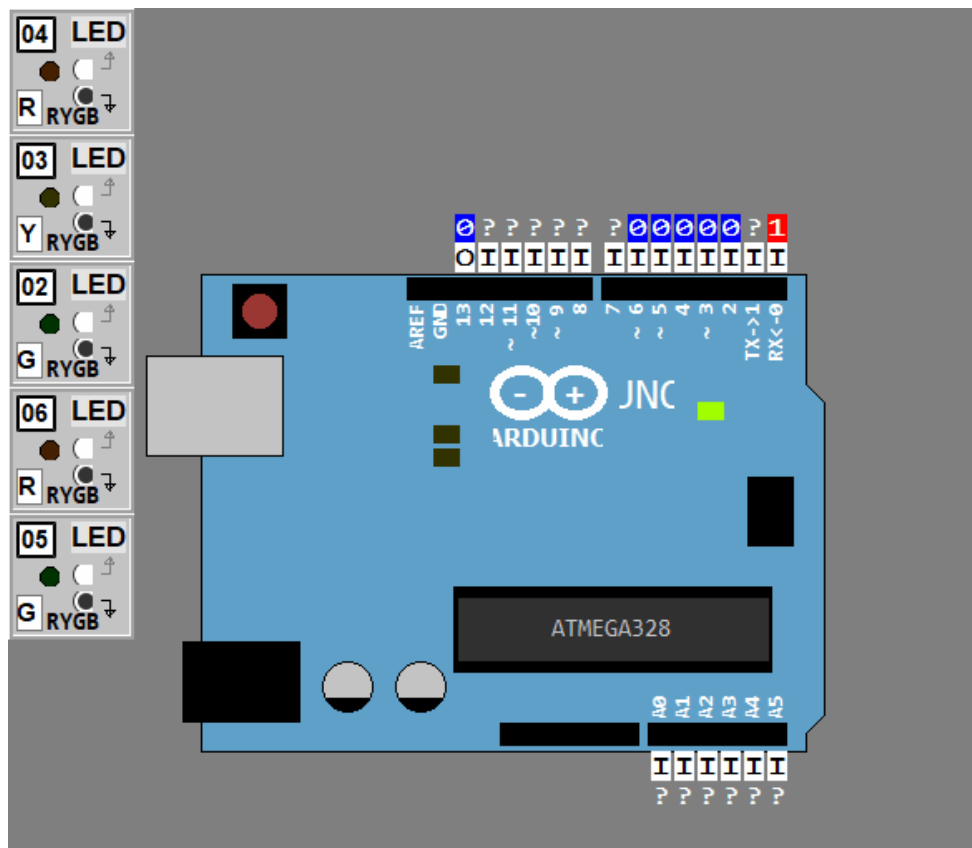 04 LED
R RYGB
03 LED
Y RYGB
02 LED
G RYGB
06 LED
R RYGB
05 LED
G RYGB
0 ? ? ? ? ? ? 0 0 0 0 0 ? 1
O I I I I I I I I I I I I I
AREF GND 13 12 ~11 ~10 ~9 8 7 ~6 ~5 4 ~3 2 TX->1 RX<-0
- + JNC
ARDUINC
ATMEGA328
A0 A1 A2 A3 A4 A5
I I I I I I
? ? ? ? ? ?